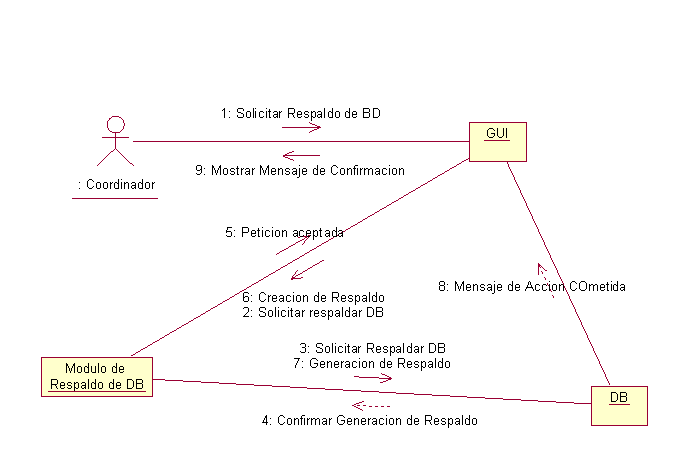 1: Solicitar Respaldo de BD
GUI
9: Mostrar Mensaje de Confirmacion
: Coordinador
5: Peticion aceptada
6: Creacion de Respaldo
2: Solicitar respaldar DB
8: Mensaje de Accion COmetida
3: Solicitar Respaldar DB
7: Generacion de Respaldo
Modulo de
Respaldo de DB
DB
4: Confirmar Generacion de Respaldo